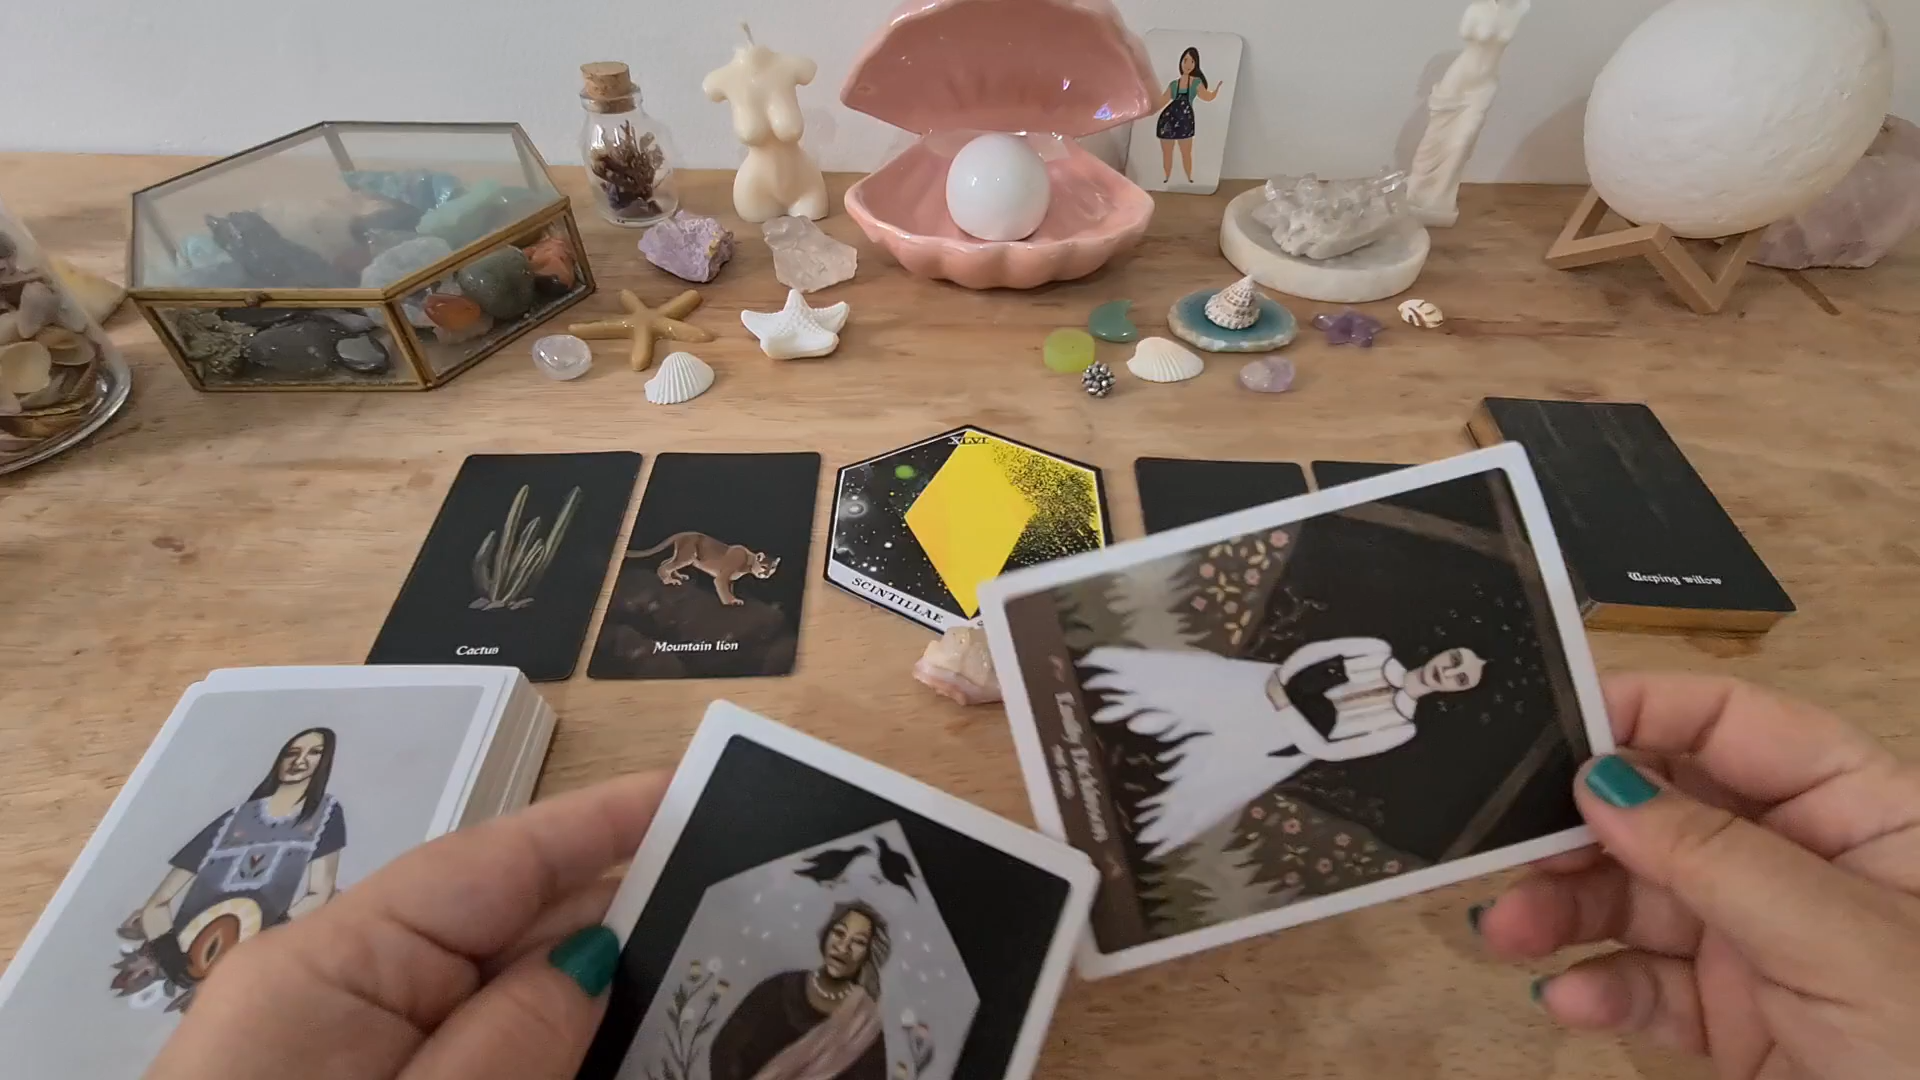 XLVI
SCINTILLAE
Cactus
Mountain lion
Weeping willow
Emily Dickinson